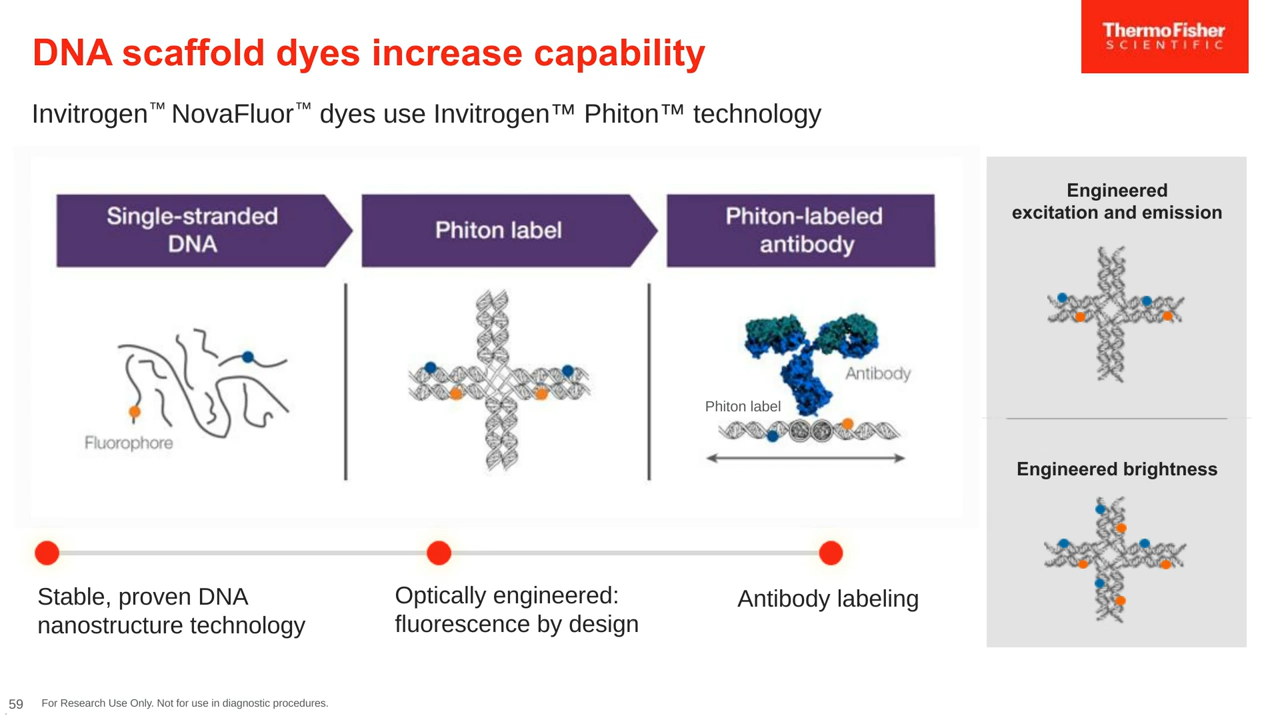 DNA scaffold dyes increase capability
ThermoFisher
SCIENTIFIC
Invitrogen™ NovaFluor™ dyes use Invitrogen™ Phiton™ technology
Single-stranded
DNA
Phiton label
Phiton-labeled
antibody
Fluorophore
Antibody
Phiton label
Engineered
excitation and emission
Engineered brightness
Stable, proven DNA
nanostructure technology
Optically engineered:
fluorescence by design
Antibody labeling
59
For Research Use Only. Not for use in diagnostic procedures.